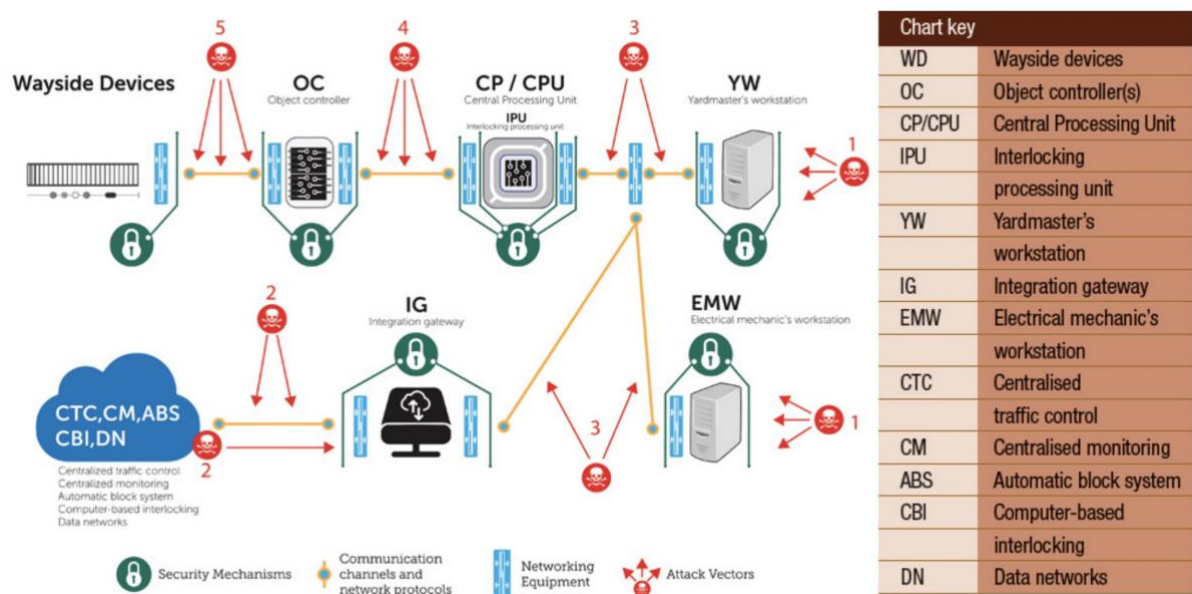 5
4
3
Wayside Devices
OC
Object controller
CP / CPU
Central Processing Unit
IPU
Interlocking processing unit
YW
Yardmaster's workstation
1
2
IG
Integration gateway
EMW
Electrical mechanic's workstation
CTC,CM,ABS
CBI,DN
2
3
1
Centralized traffic control
Centralized monitoring
Automatic block system
Computer-based interlocking
Data networks
Security Mechanisms
Communication
channels and
network protocols
Networking
Equipment
Attack Vectors
Chart key
WD Wayside devices
OC Object controller(s)
CP/CPU Central Processing Unit
IPU Interlocking
processing unit
YW Yardmaster's
workstation
IG Integration gateway
EMW Electrical mechanic's
workstation
CTC Centralised
traffic control
CM Centralised monitoring
ABS Automatic block system
CBI Computer-based
interlocking
DN Data networks